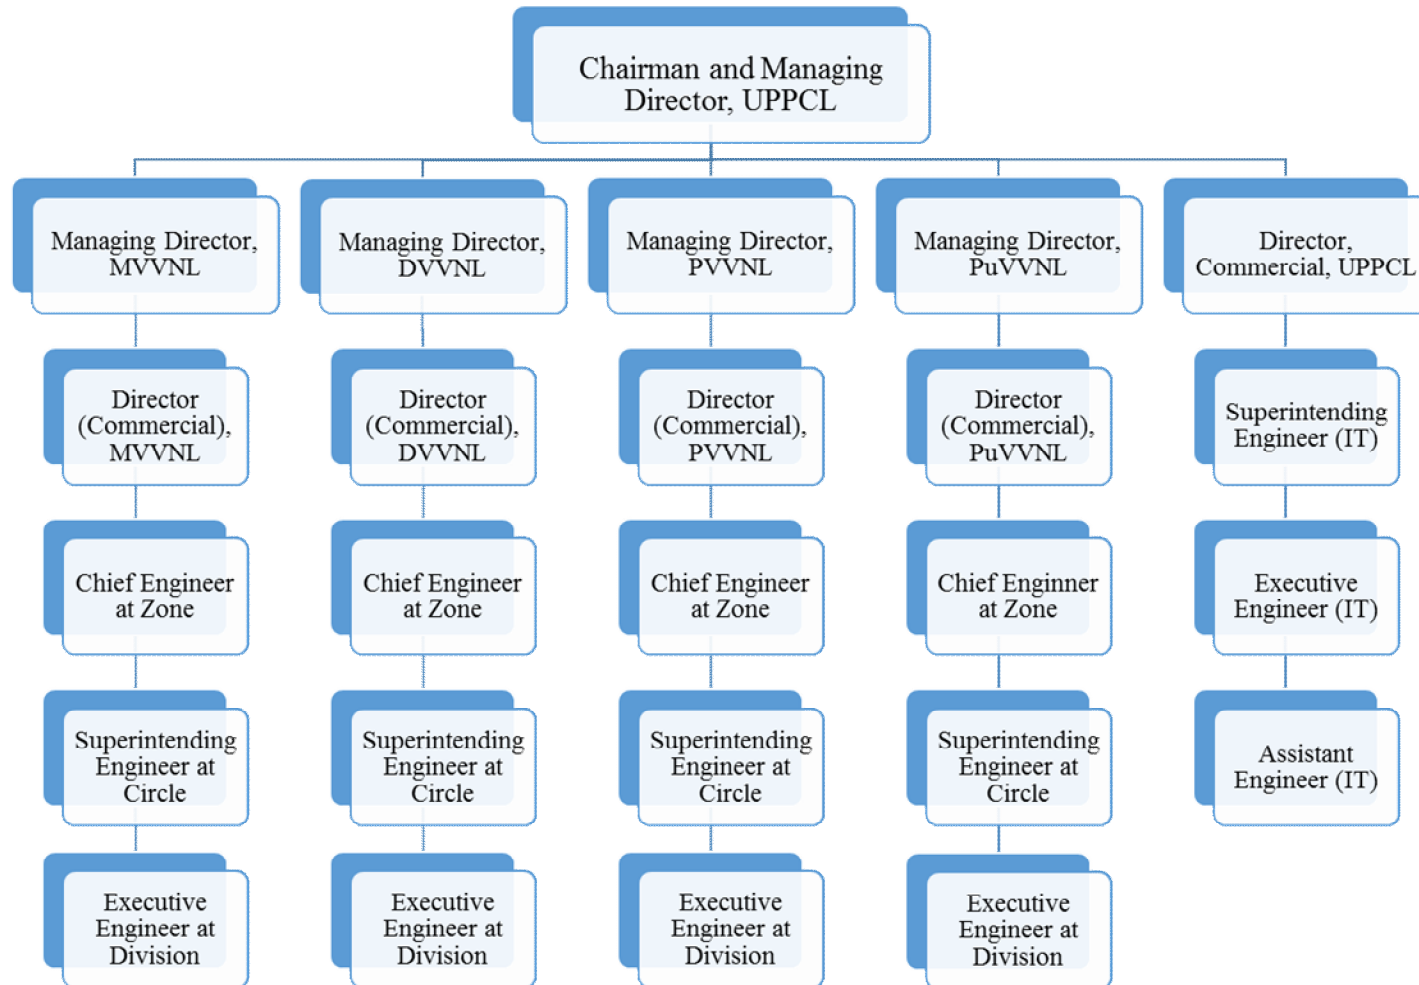 Chairman and Managing
Director, UPPCL
Managing Director,
MVVNL
Managing Director,
DVVNL
Managing Director,
PVVNL
Managing Director,
PuVVNL
Director,
Commercial, UPPCL
Director
(Commercial),
MVVNL
Director
(Commercial),
DVVNL
Director
(Commercial),
PVVNL
Director
(Commercial),
PuVVNL
Superintending
Engineer (IT)
Chief Engineer
at Zone
Chief Engineer
at Zone
Chief Engineer
at Zone
Chief Enginner
at Zone
Executive
Engineer (IT)
Superintending
Engineer at
Circle
Superintending
Engineer at
Circle
Superintending
Engineer at
Circle
Superintending
Engineer at
Circle
Assistant
Engineer (IT)
Executive
Engineer at
Division
Executive
Engineer at
Division
Executive
Engineer at
Division
Executive
Engineer at
Division